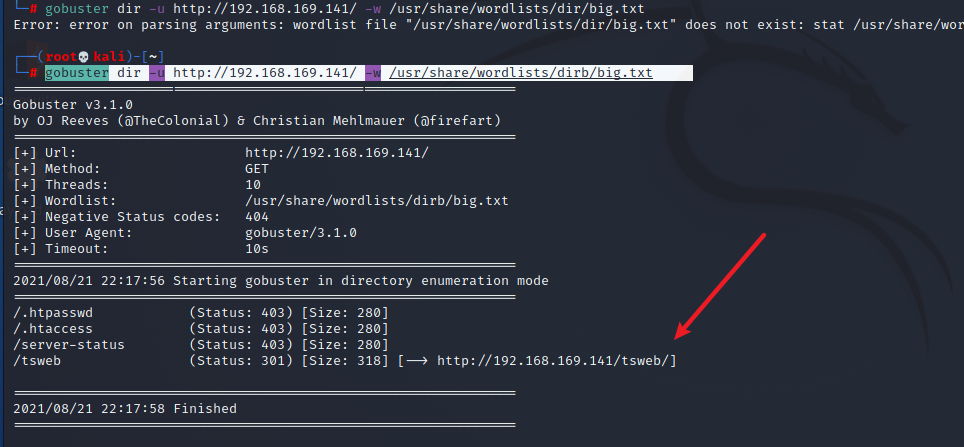 └─# gobuster dir -u http://192.168.169.141/ -w /usr/share/wordlists/dir/big.txt
Error: error on parsing arguments: wordlist file "/usr/share/wordlists/dir/big.txt" does not exist: stat /usr/share/wor
┌──(root💀kali)-[~]
└─# gobuster dir -u http://192.168.169.141/ -w /usr/share/wordlists/dirb/big.txt
===============================================================
Gobuster v3.1.0
by OJ Reeves (@TheColonial) & Christian Mehlmauer (@firefart)
===============================================================
[+] Url:                     http://192.168.169.141/
[+] Method:                  GET
[+] Threads:                 10
[+] Wordlist:                /usr/share/wordlists/dirb/big.txt
[+] Negative Status codes:   404
[+] User Agent:              gobuster/3.1.0
[+] Timeout:                 10s
===============================================================
2021/08/21 22:17:56 Starting gobuster in directory enumeration mode
===============================================================
/.htpasswd            (Status: 403) [Size: 280]
/.htaccess            (Status: 403) [Size: 280]
/server-status        (Status: 403) [Size: 280]
/tsweb                (Status: 301) [Size: 318] [--> http://192.168.169.141/tsweb/]
===============================================================
2021/08/21 22:17:58 Finished
===============================================================